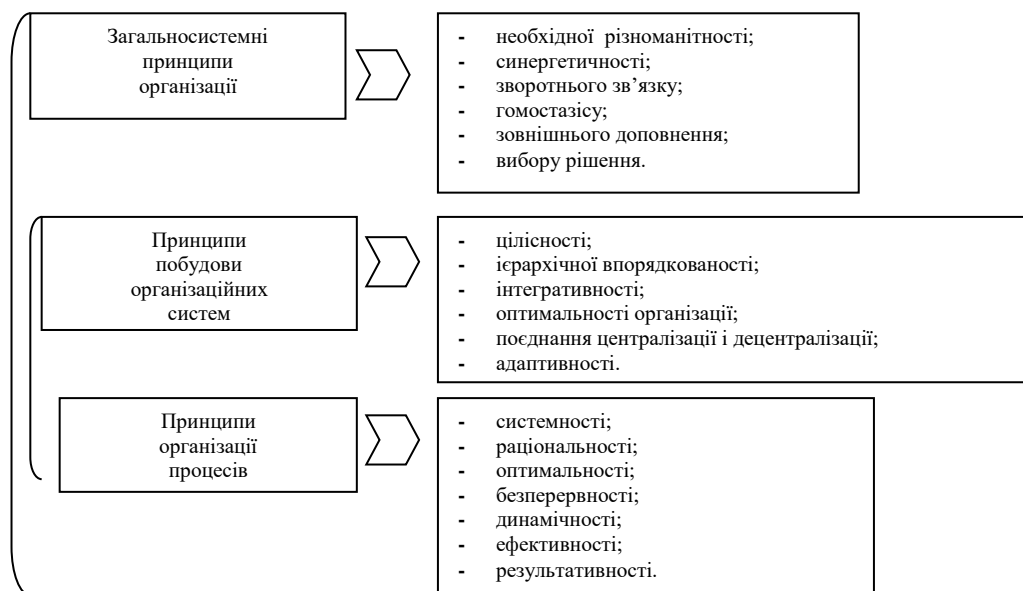 Загальносистемні
принципи
організації
- необхідної різноманітності;
- синергетичності;
- зворотнього зв’язку;
- гомостазісу;
- зовнішнього доповнення;
- вибору рішення.
Принципи
побудови
організаційних
систем
- цілісності;
- ієрархічної впорядкованості;
- інтегративності;
- оптимальності організації;
- поєднання централізації і децентралізації;
- адаптивності.
Принципи
організації
процесів
- системності;
- раціональності;
- оптимальності;
- безперервності;
- динамічності;
- ефективності;
- результативності.